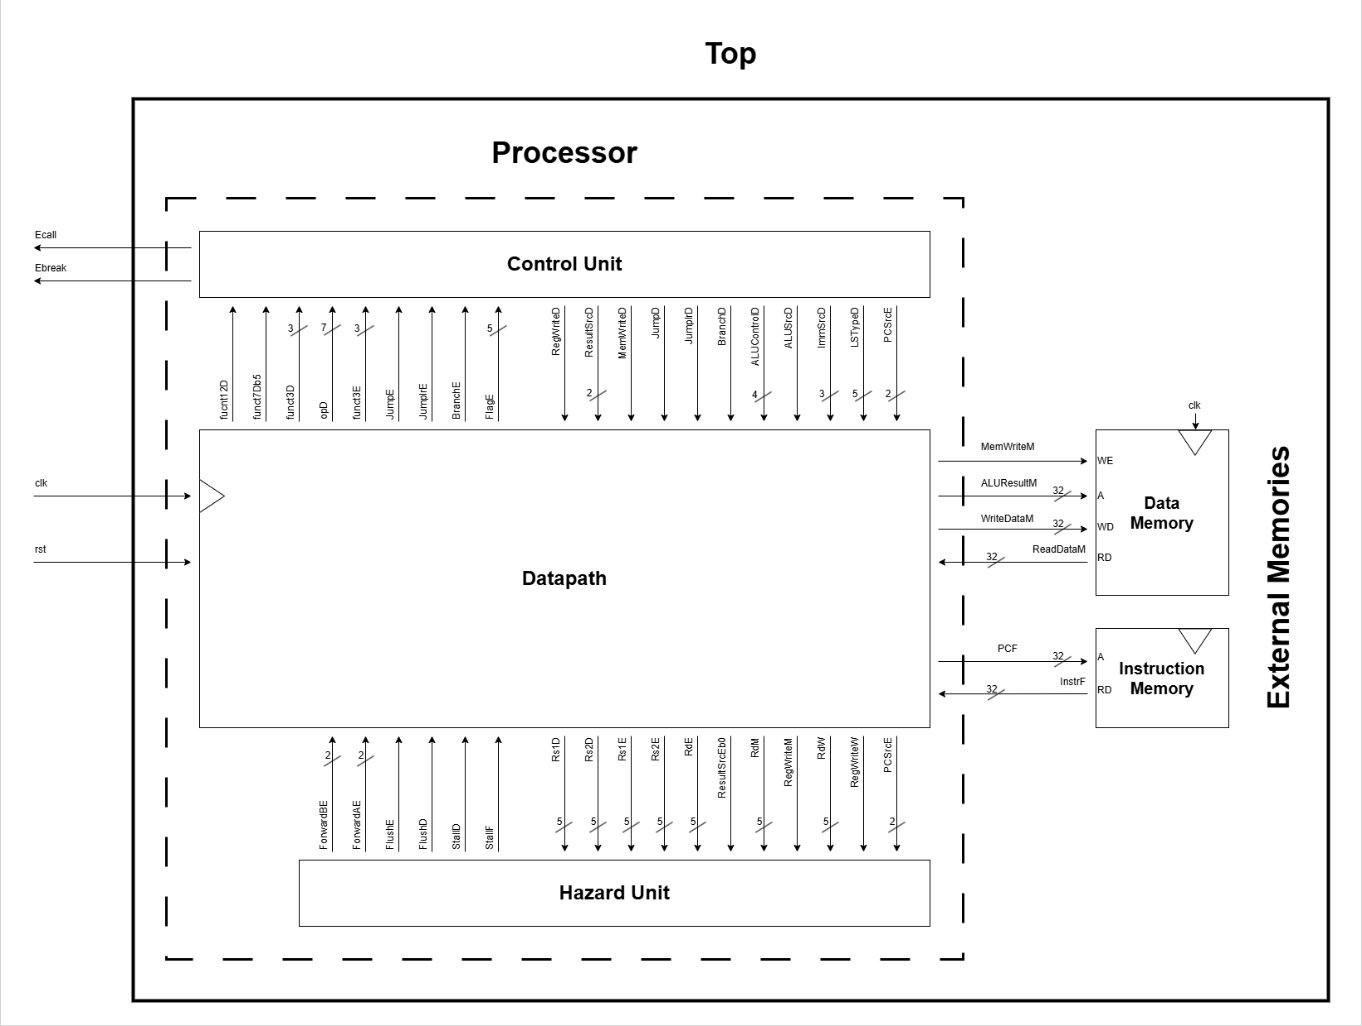 Top
Processor
Ecall
Ebreak
Control Unit
3
7
3
5
fucnt12D
funct7Db5
funct3D
opD
funct3E
JumpE
JumplrE
BranchE
FlagE
RegWriteD
ResultSrcD
MemWriteD
JumpD
JumplrD
BranchD
ALUControlD
ALUSrcD
ImmSrcD
LSTypeD
PCSrcE
2
4
3
5
2
clk
rst
Datapath
MemWriteM
ALUResultM
32
WriteDataM
32
ReadDataM
32
clk
WE
A
WD
RD
Data
Memory
PCF
32
InstrF
32
A
RD
Instruction
Memory
External Memories
2
2
ForwardBE
ForwardAE
FlushE
FlushD
StallD
StallF
Rs1D
Rs2D
Rs1E
Rs2E
RdE
ResultSrcEb0
RdM
RegWriteM
RdW
RegWriteW
PCSrcE
5
5
5
5
5
5
5
2
Hazard Unit